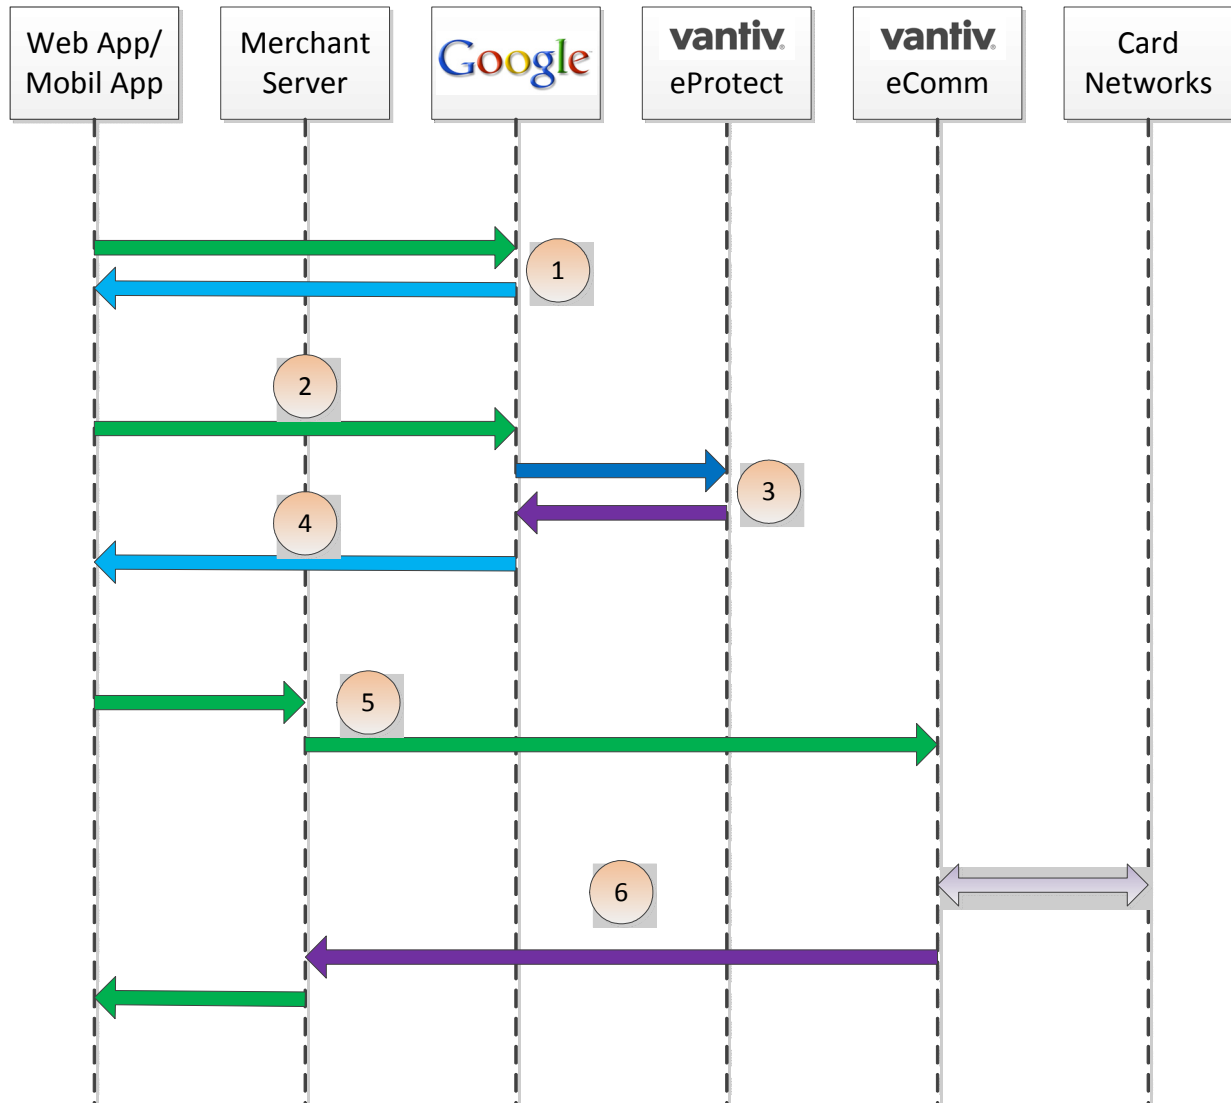 Web App/
Mobil App
Merchant
Server
Google
vantiv
eProtect
vantiv
eComm
Card
Networks
1
2
3
4
5
6